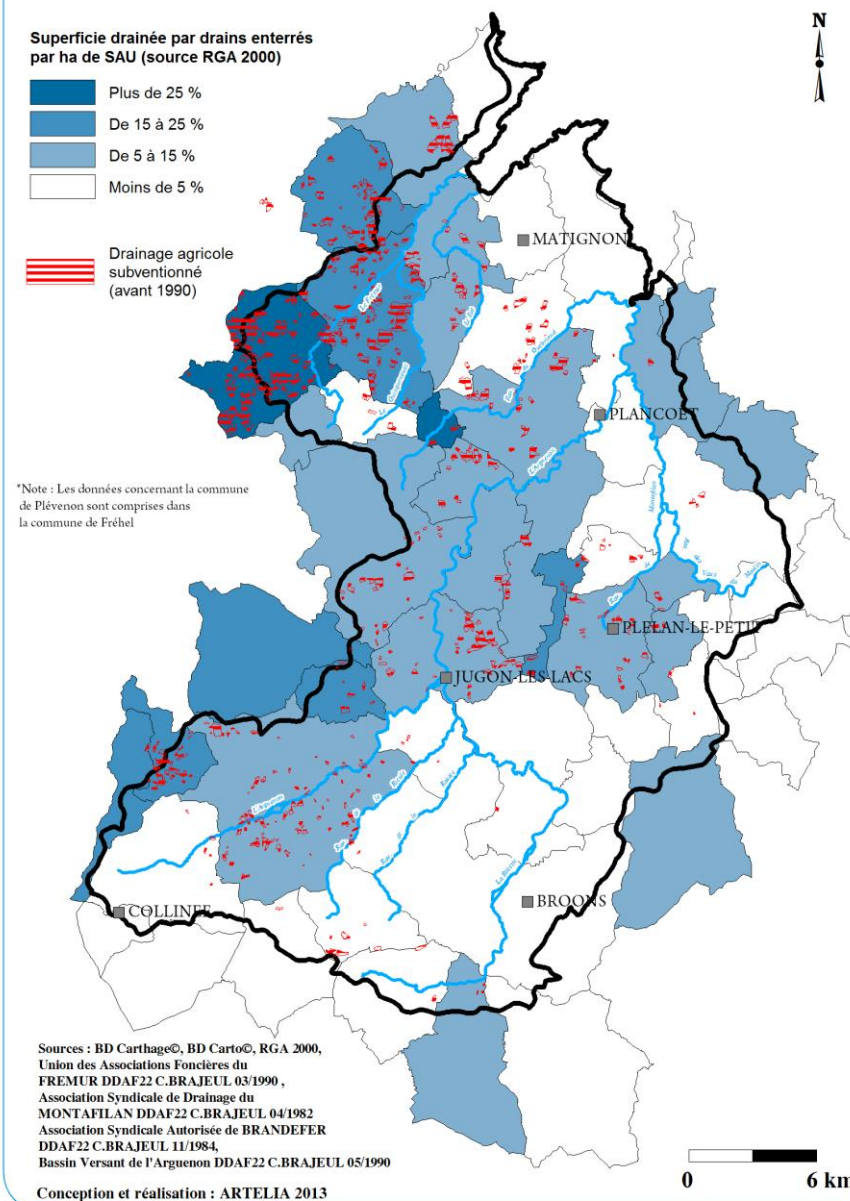 Superficie drainée par drains enterrés
par ha de SAU (source RGA 2000)
Plus de 25 %
De 15 à 25 %
De 5 à 15 %
Moins de 5 %
Drainage agricole
subventionné
(avant 1990)
N
MATIGNON
PLANCOET
*Note : Les données concernant la commune
de Plévenon sont comprises dans
la commune de Fréhel
PLELAN-LE-PETIT
JUGON-LES-LACS
L'Arguenon
L'Arguenon
BROONS
COLLINEE
Sources : BD Carthage©, BD Carto©, RGA 2000,
Union des Associations Foncières du
FREMUR DDAF22 C.BRAJEUL 03/1990 ,
Association Syndicale de Drainage du
MONTAFILAN DDAF22 C.BRAJEUL 04/1982
Association Syndicale Autorisée de BRANDEFER
DDAF22 C.BRAJEUL 11/1984,
Bassin Versant de l'Arguenon DDAF22 C.BRAJEUL 05/1990
0 6 km
Conception et réalisation : ARTELIA 2013